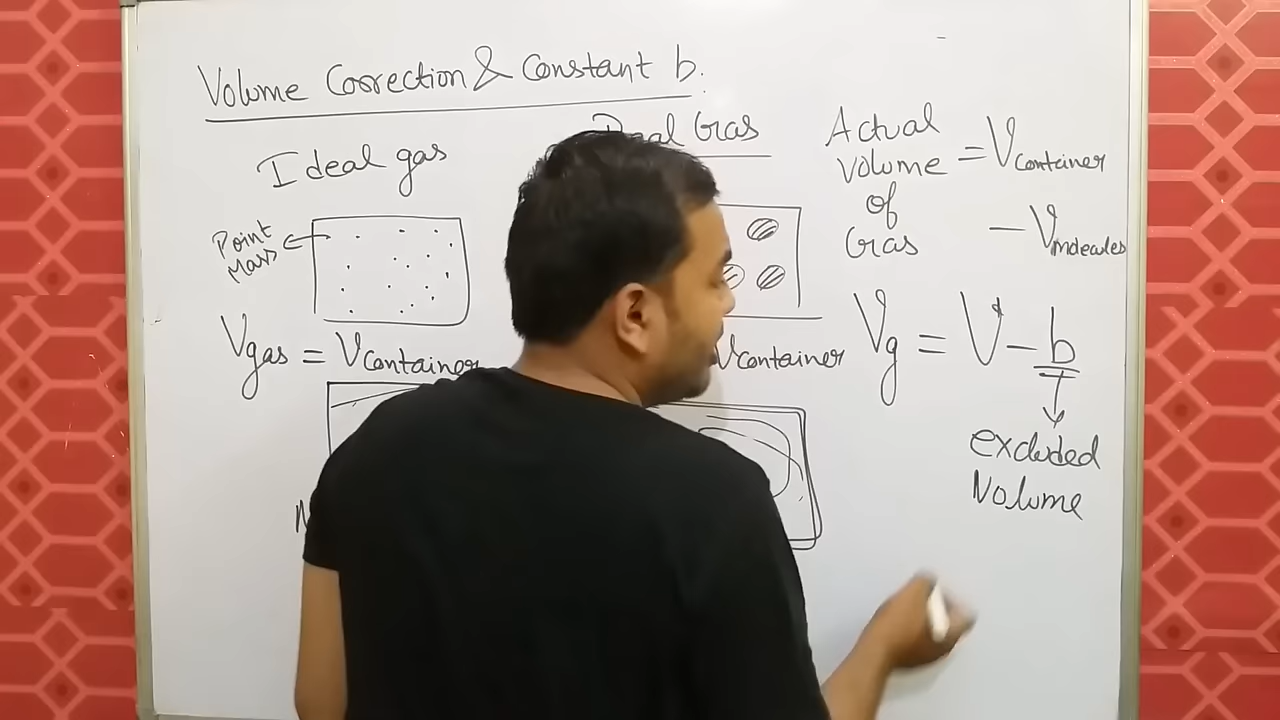 Volume Correction & Constant b.
Ideal gas
Point
Mass
Vgas = Vcontainer
Real Gas
Vcontainer
Actual
Volume
of
Gas
= Vcontainer
- Vmolecules
Vg = V - b
excluded
Volume